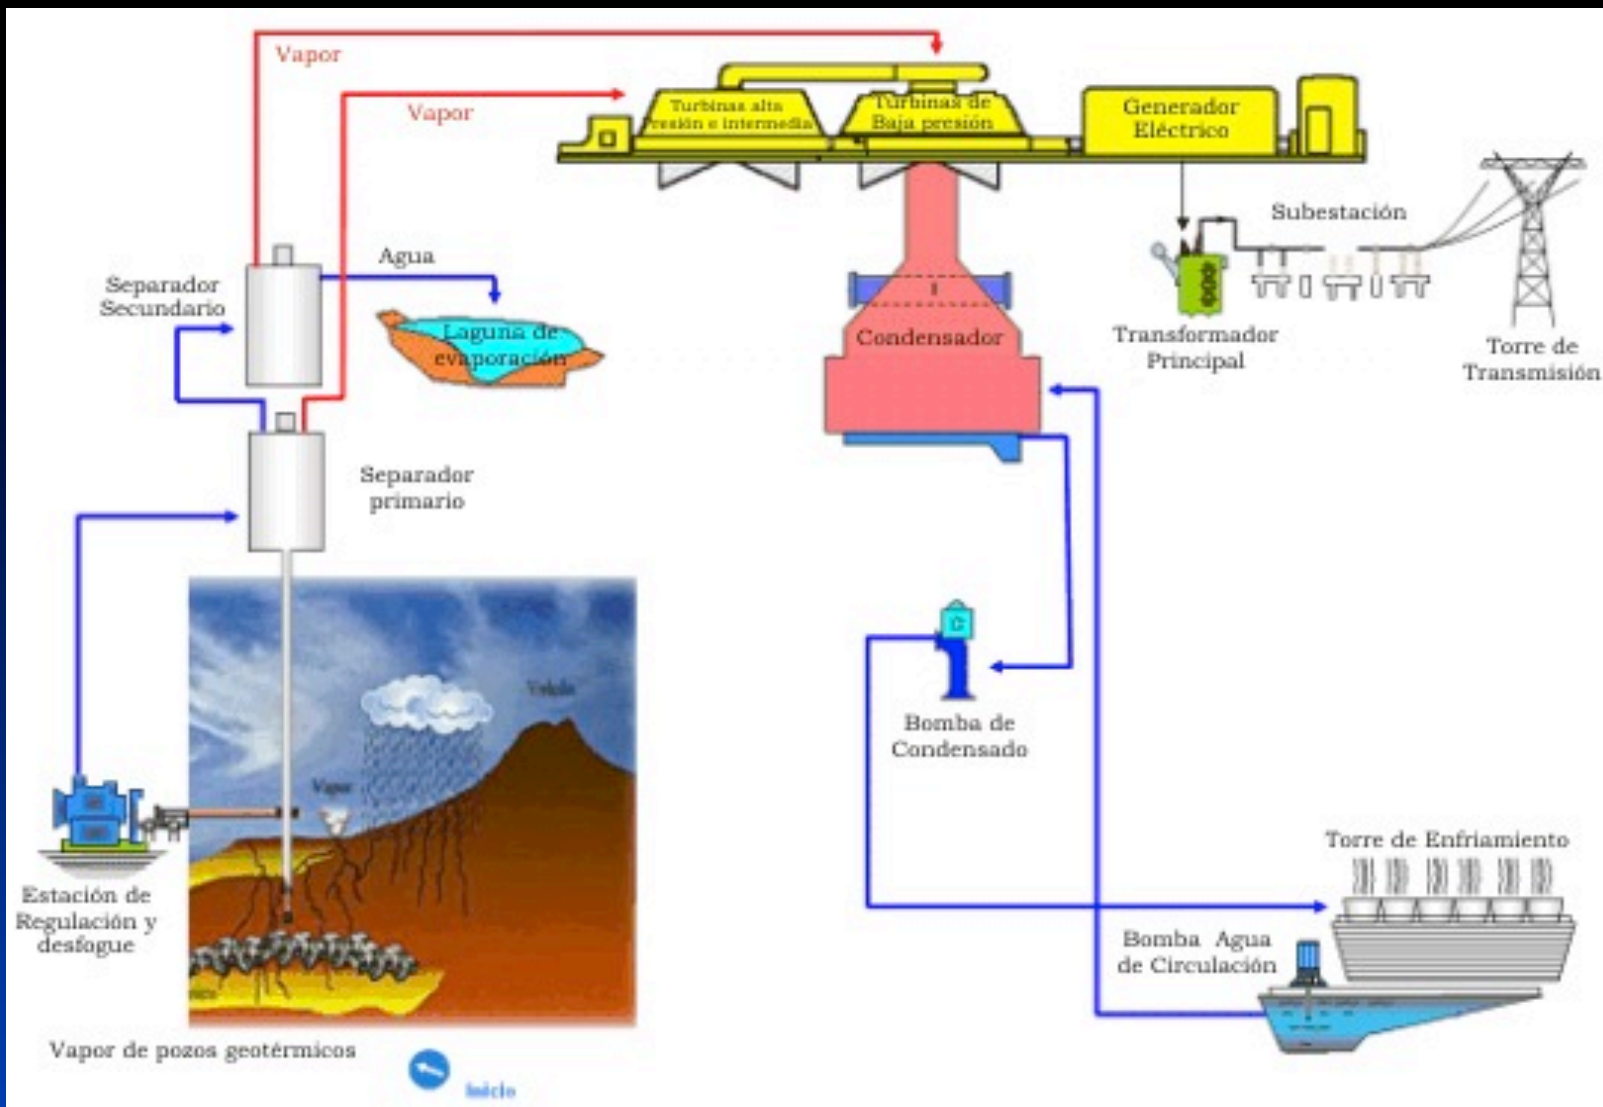 Vapor
Vapor
Turbinas alta
Presión e intermedia
Turbinas de
Baja presión
Generador
Eléctrico
Subestación
Agua
Separador
Secundario
Laguna de
evaporación
Condensador
Transformador
Principal
Torre de
Transmisión
Separador
primario
Vapor
Bomba de
Condensado
Torre de Enfriamiento
Estación de
Regulación y
desfogue
Bomba Agua
de Circulación
Vapor de pozos geotérmicos
Inicio